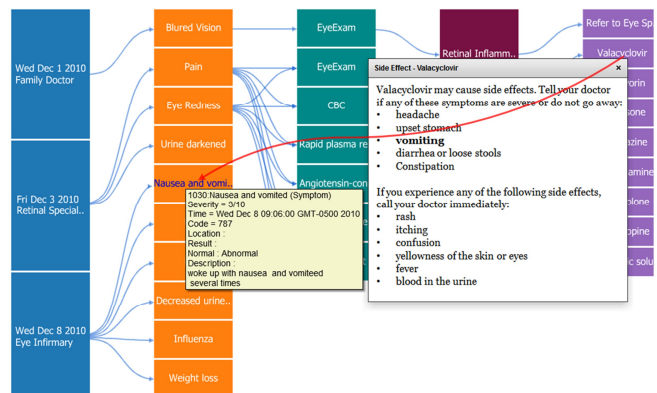 Wed Dec 1 2010
Family Doctor
Fri Dec 3 2010
Retinal Special..
Wed Dec 8 2010
Eye Infirmary
Blured Vision
Pain
Eye Redness
Urine darkened
Nausea and vomi..
Decreased urine..
Influenza
Weight loss
EyeExam
EyeExam
CBC
Rapid plasma re
Angiotensin-con
Retinal Inflamm..
Refer to Eye Sp
Valacyclovir
1030:Nausea and vomited (Symptom)
Severity = 3/10
Time = Wed Dec 8 09:06:00 GMT-0500 2010
Code = 787
Location :
Result :
Normal : Abnormal
Description :
woke up with nausea and vomiteed
several times
Side Effect - Valacyclovir
×
Valacyclovir may cause side effects. Tell your doctor
if any of these symptoms are severe or do not go away:
• headache
• upset stomach
• vomiting
• diarrhea or loose stools
• Constipation
If you experience any of the following side effects,
call your doctor immediately:
• rash
• itching
• confusion
• yellowness of the skin or eyes
• fever
• blood in the urine